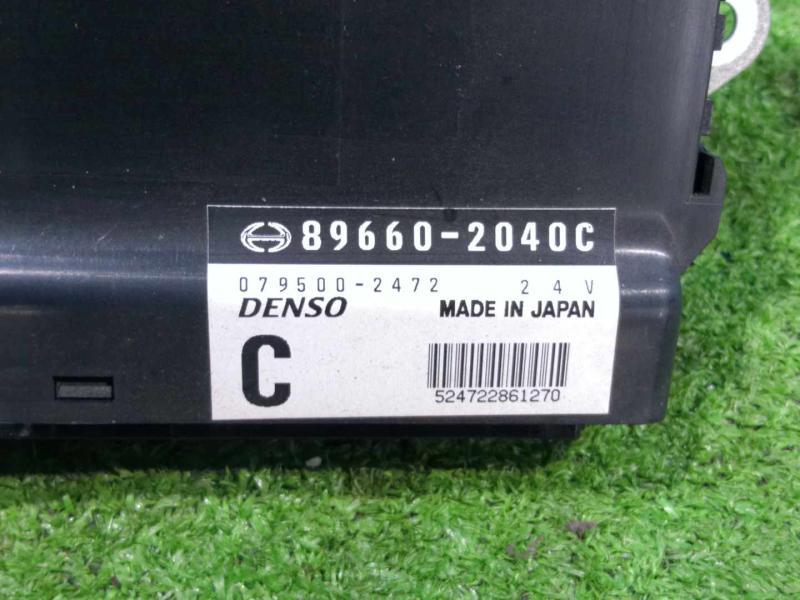 89660-2040C
079500-2472 24V
DENSO MADE IN JAPAN
C
524722861270